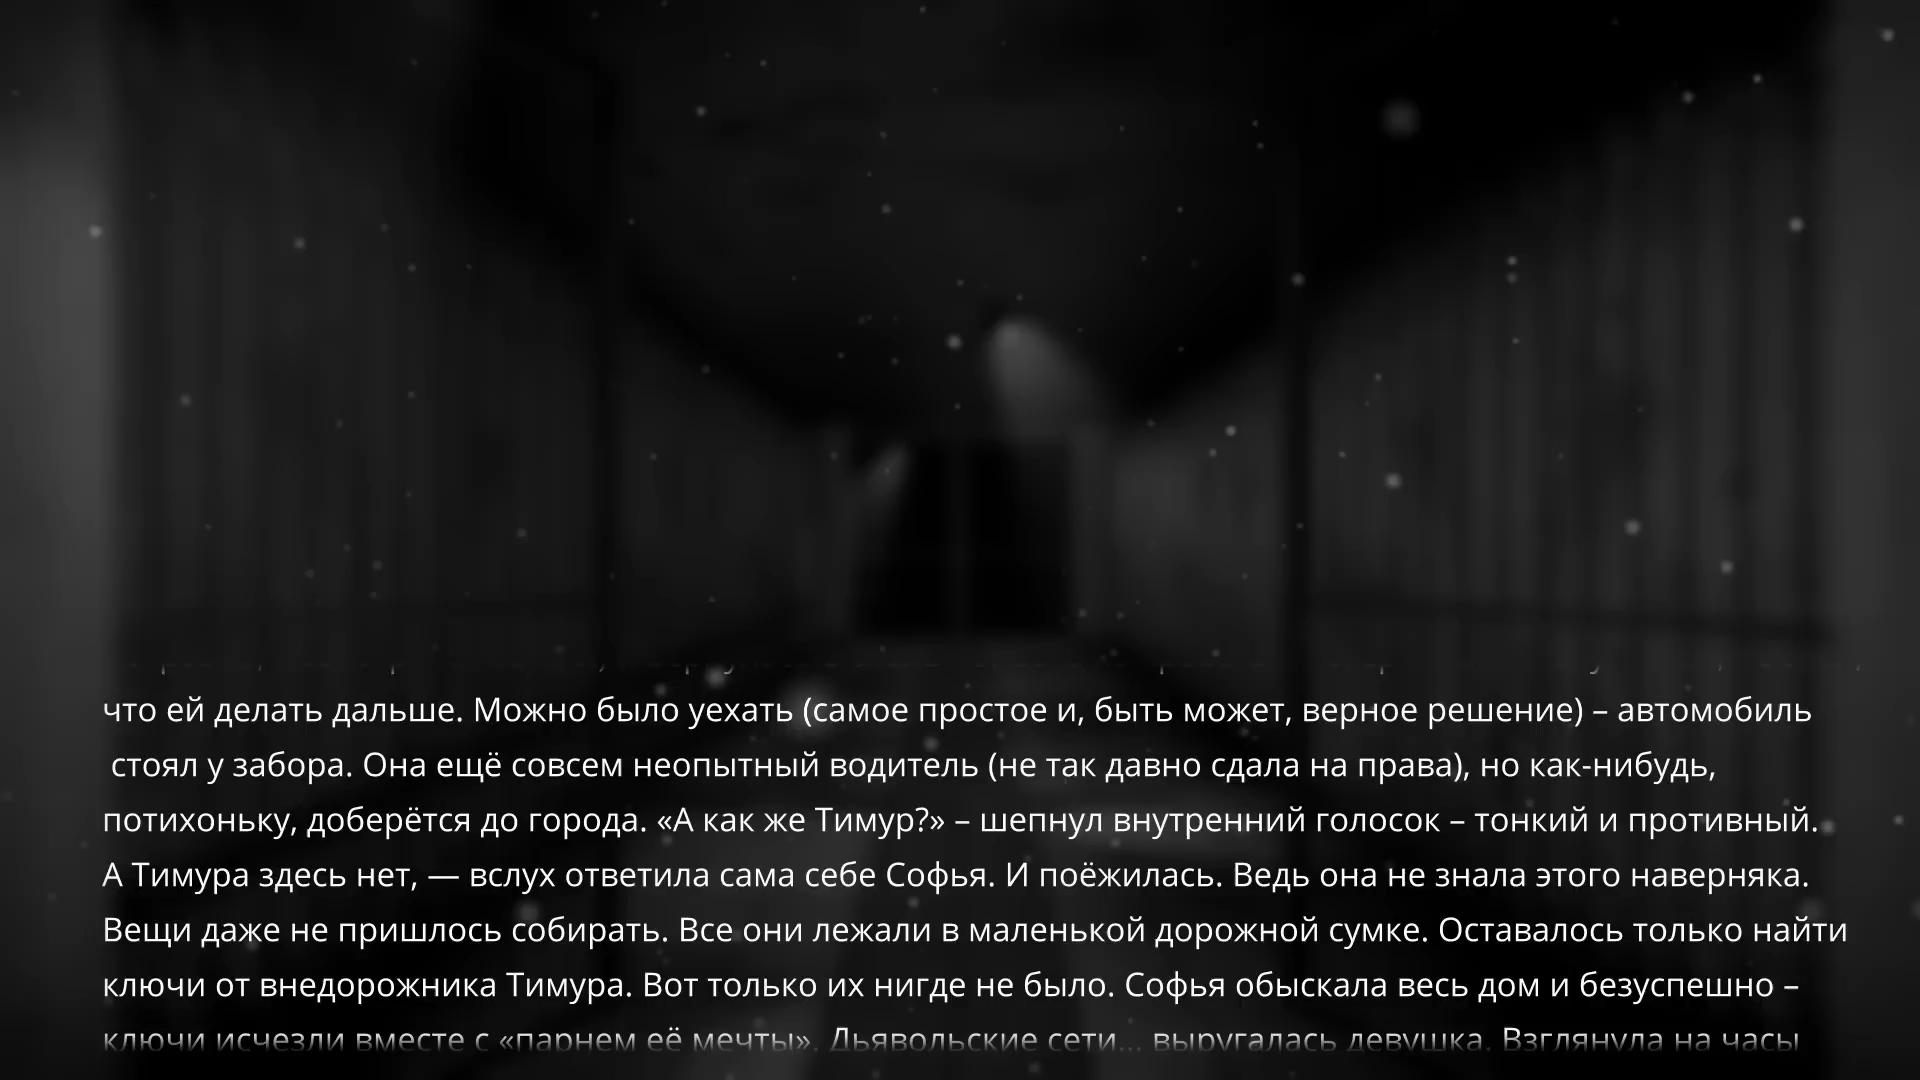 что ей делать дальше. Можно было уехать (самое простое и, быть может, верное решение) – автомобиль
стоял у забора. Она ещё совсем неопытный водитель (не так давно сдала на права), но как-нибудь,
потихоньку, доберётся до города. «А как же Тимур?» – шепнул внутренний голосок – тонкий и противный.
А Тимура здесь нет, — вслух ответила сама себе Софья. И поёжилась. Ведь она не знала этого наверняка.
Вещи даже не пришлось собирать. Все они лежали в маленькой дорожной сумке. Оставалось только найти
ключи от внедорожника Тимура. Вот только их нигде не было. Софья обыскала весь дом и безуспешно –
ключи исчезли вместе с «парнем её мечты». Дьявольские сети... выругалась девушка. Взглянула на часы